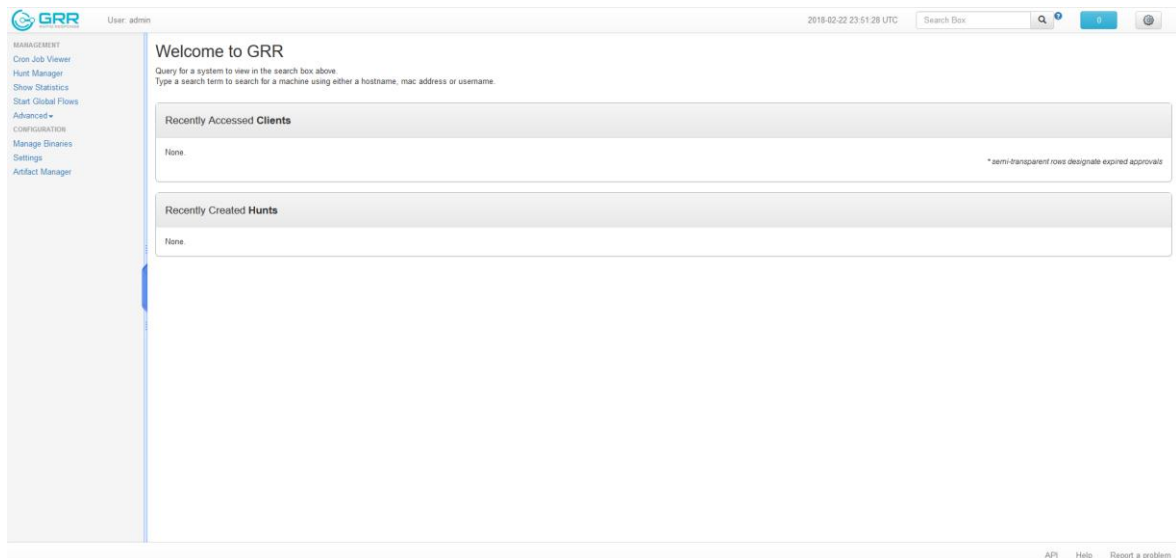 GRR
User: admin
2018-02-22 23:51:28 UTC
Search Box
0
MANAGEMENT
Cron Job Viewer
Hunt Manager
Show Statistics
Start Global Flows
Advanced
CONFIGURATION
Manage Binaries
Settings
Artifact Manager
Welcome to GRR
Query for a system to view in the search box above.
Type a search term to search for a machine using either a hostname, mac address or username.
Recently Accessed Clients
None.
* semi-transparent rows designate expired approvals
Recently Created Hunts
None.
API Help Report a problem